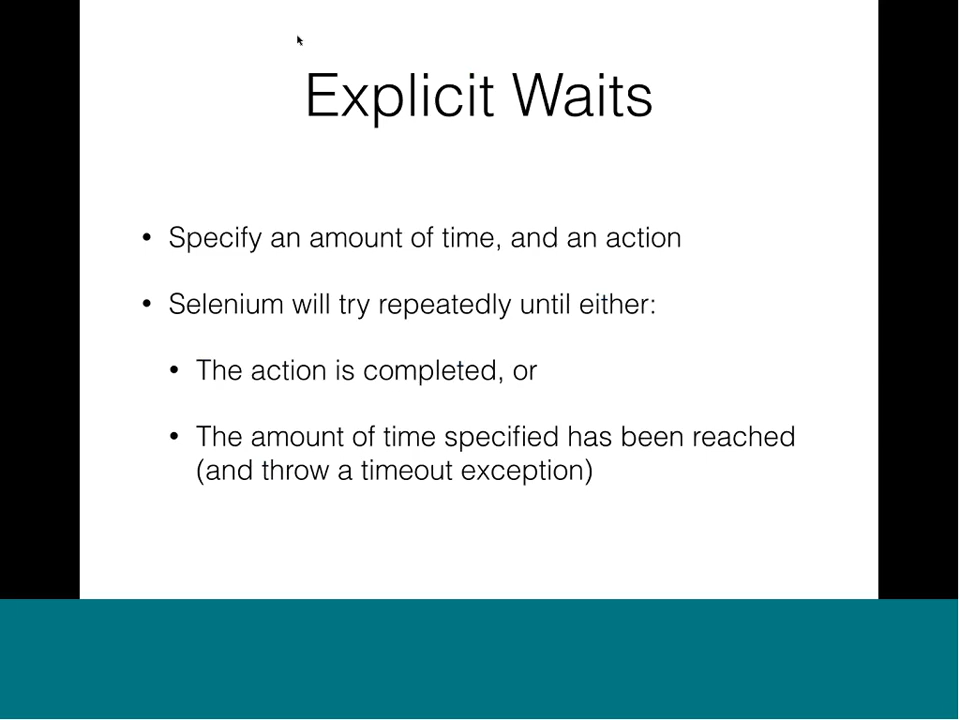 Explicit Waits
• Specify an amount of time, and an action
• Selenium will try repeatedly until either:
• The action is completed, or
• The amount of time specified has been reached
(and throw a timeout exception)